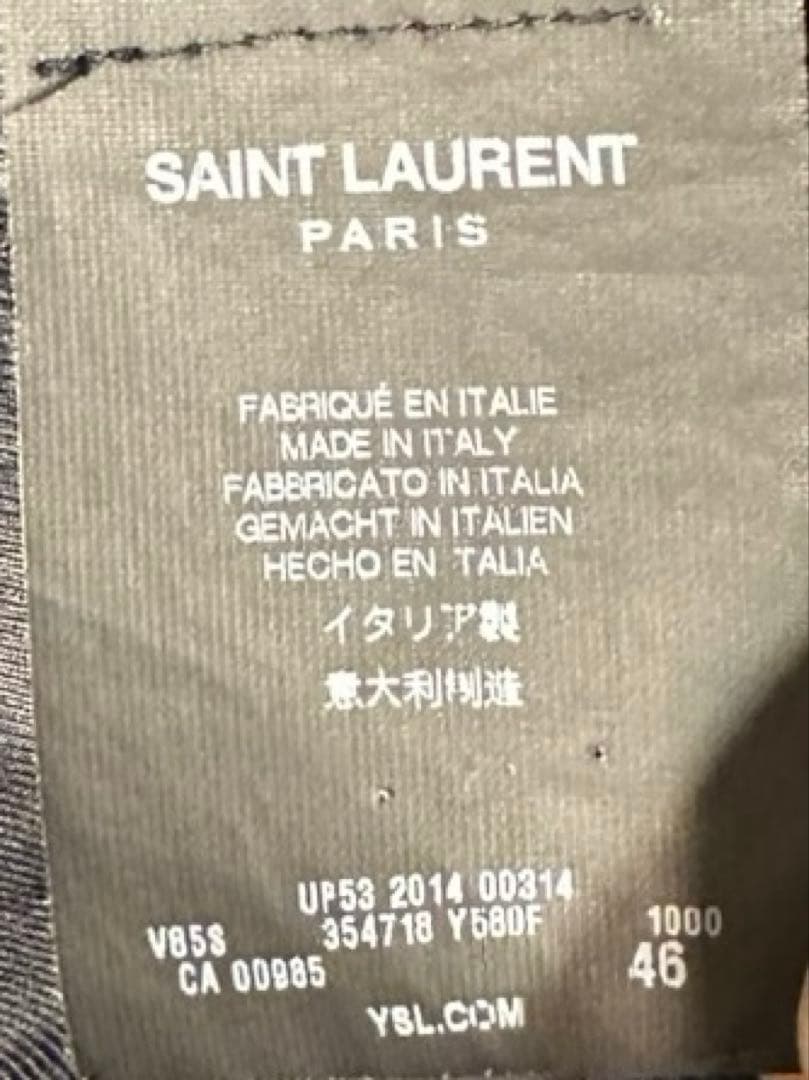 SAINT LAURENT
PARIS
FABRIQUÉ EN ITALIE
MADE IN ITALY
FABBRICATO IN ITALIA
GEMACHT IN ITALIEN
HECHO EN TALIA
イタリア製
意大利制造
UP53 2014 00314
V85S 354718 Y580F 1000
CA 00985 46
YSL.COM